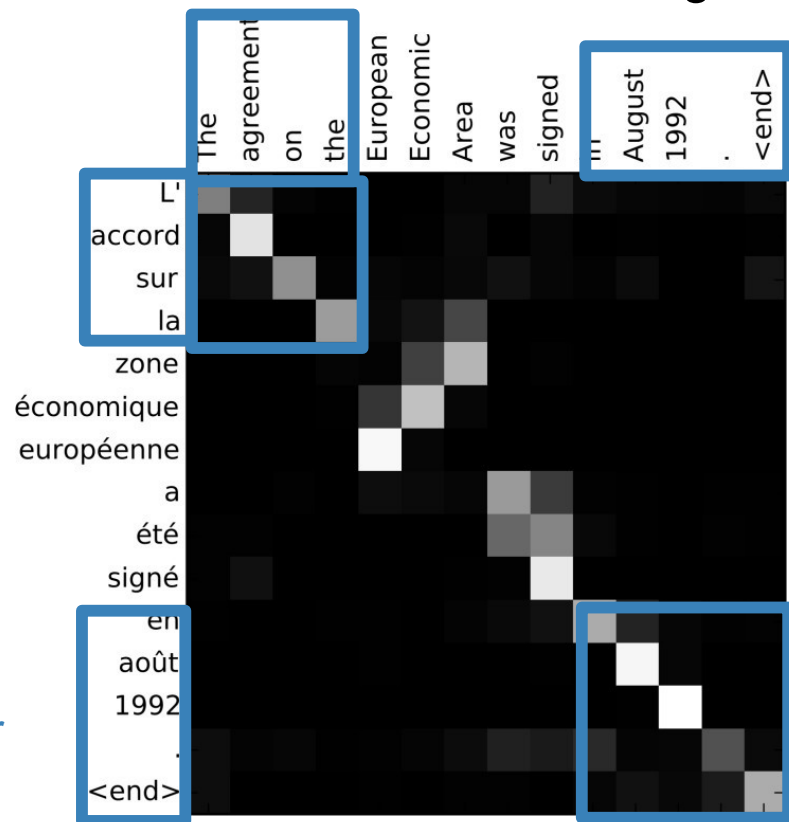 The
agreement
on
the
European
Economic
Area
was
signed
in
August
1992
.
<end>
L'
accord
sur
la
zone
économique
européenne
a
été
signé
en
août
1992
.
<end>